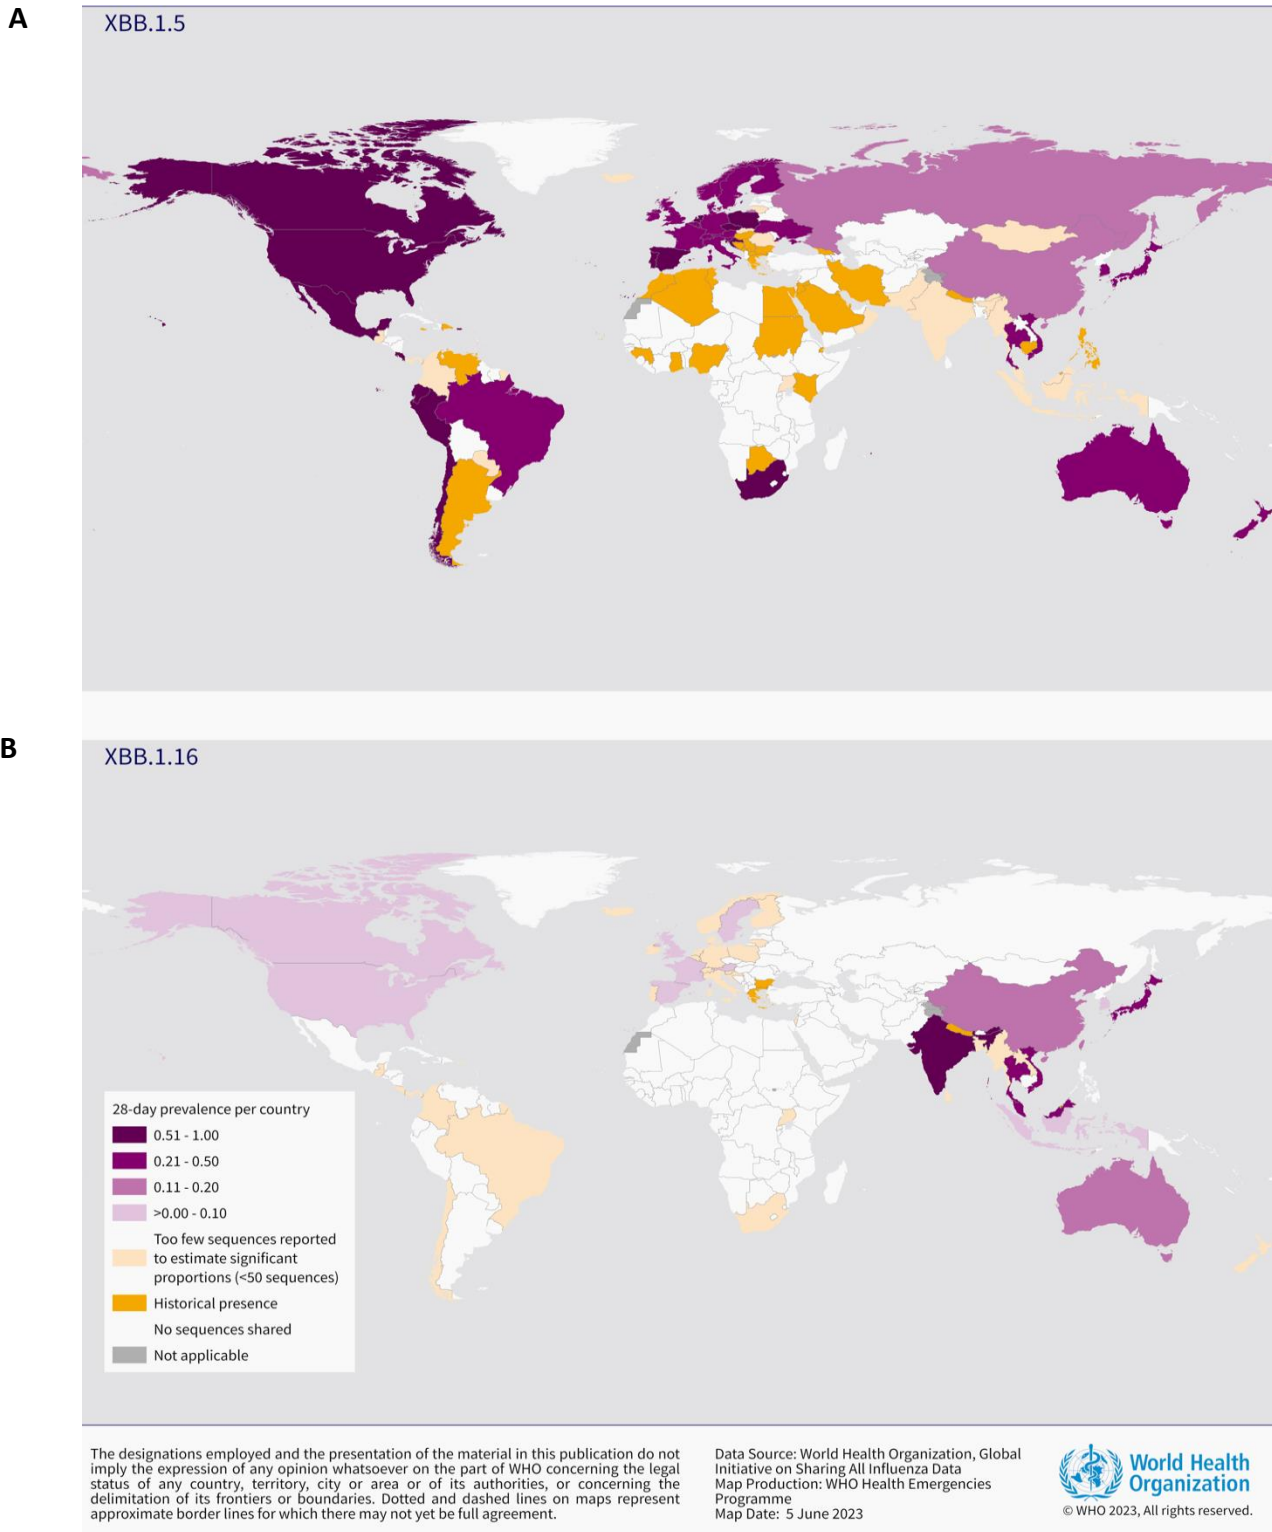 A
XBB.1.5
B
XBB.1.16
28-day prevalence per country
0.51 - 1.00
0.21 - 0.50
0.11 - 0.20
>0.00 - 0.10
Too few sequences reported
to estimate significant
proportions (<50 sequences)
Historical presence
No sequences shared
Not applicable
The designations employed and the presentation of the material in this publication do not
imply the expression of any opinion whatsoever on the part of WHO concerning the legal
status of any country, territory, city or area or of its authorities, or concerning the
delimitation of its frontiers or boundaries. Dotted and dashed lines on maps represent
approximate border lines for which there may not yet be full agreement.
Data Source: World Health Organization, Global
Initiative on Sharing All Influenza Data
Map Production: WHO Health Emergencies
Programme
Map Date: 5 June 2023
World Health
Organization
© WHO 2023, All rights reserved.